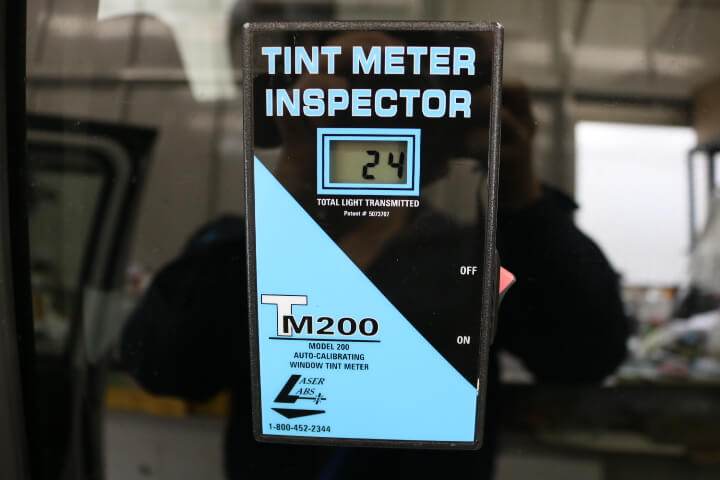 TINT METER
INSPECTOR
24
TOTAL LIGHT TRANSMITTED
Patent # 5073707
OFF
ON
TM200
MODEL 200
AUTO-CALIBRATING
WINDOW TINT METER
LASER
LABS
1-800-452-2344